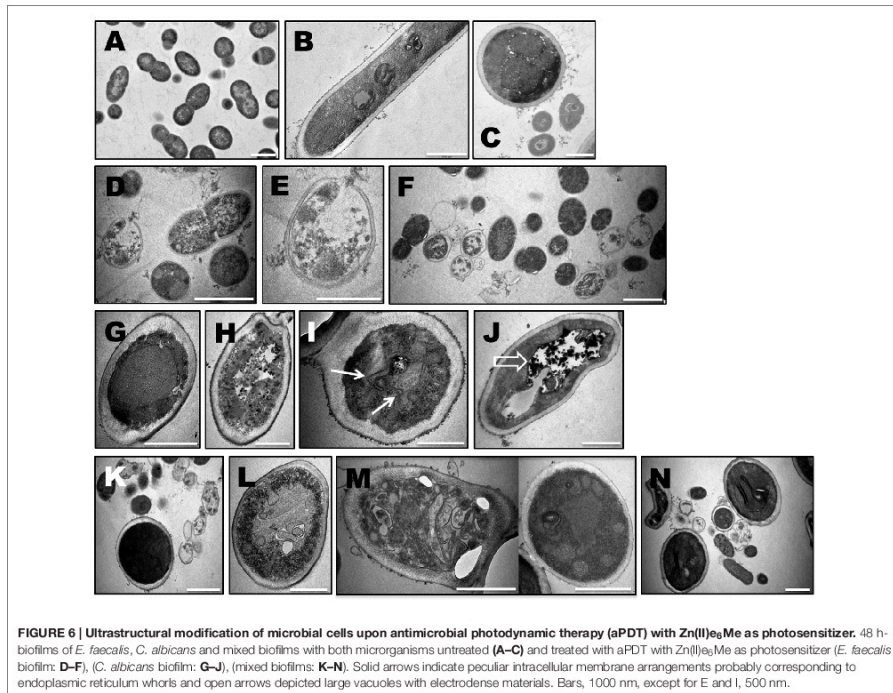 A
B
C
D
E
F
G
H
I
J
K
L
M
N
FIGURE 6 | Ultrastructural modification of microbial cells upon antimicrobial photodynamic therapy (aPDT) with Zn(II)e₆Me as photosensitizer. 48 h-
biofilms of E. faecalis, C. albicans and mixed biofilms with both microorganisms untreated (A–C) and treated with aPDT with Zn(II)e₆Me as photosensitizer (E. faecalis
biofilm: D–F), (C. albicans biofilm: G–J), (mixed biofilms: K–N). Solid arrows indicate peculiar intracellular membrane arrangements probably corresponding to
endoplasmic reticulum whorls and open arrows depicted large vacuoles with electrodense materials. Bars, 1000 nm, except for E and I, 500 nm.